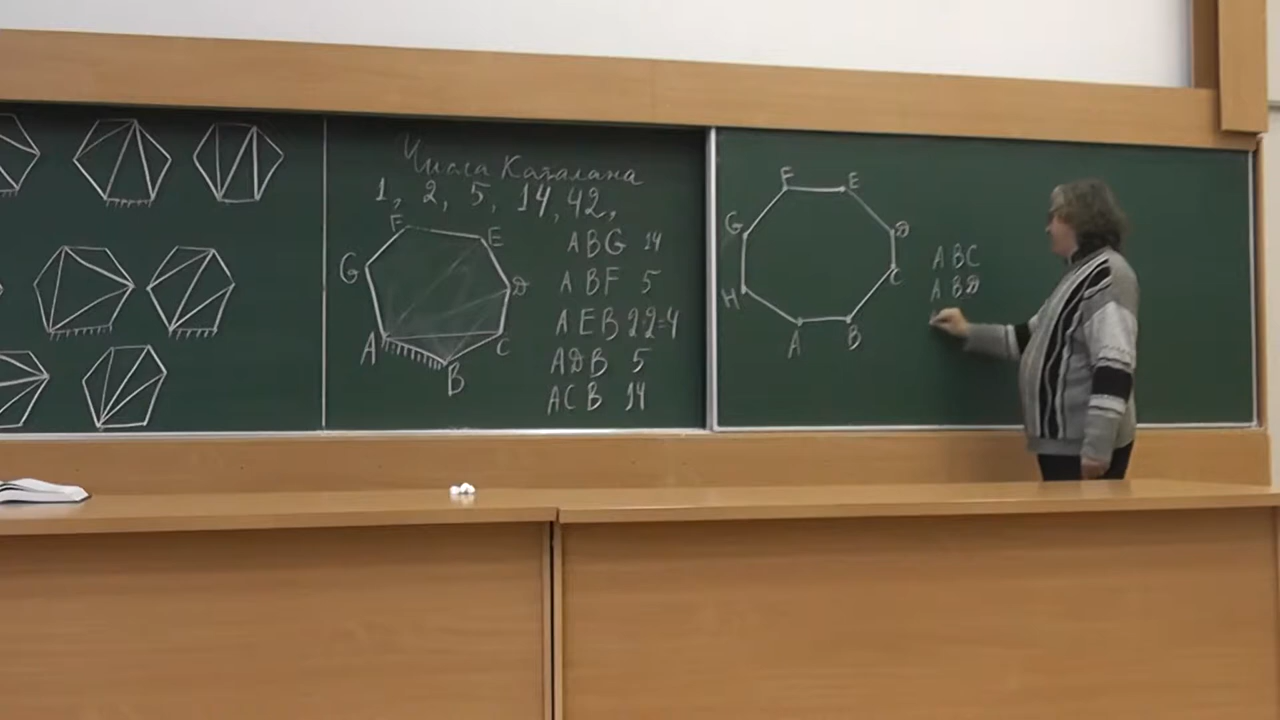 Числа Каталана
1, 2, 5, 14, 42,
F
E
G
D
A
C
B
ABG 14
ABF 5
AEB 2·2=4
ADB 5
ACB 14
F
E
G
D
H
C
A
B
ABC
ABD